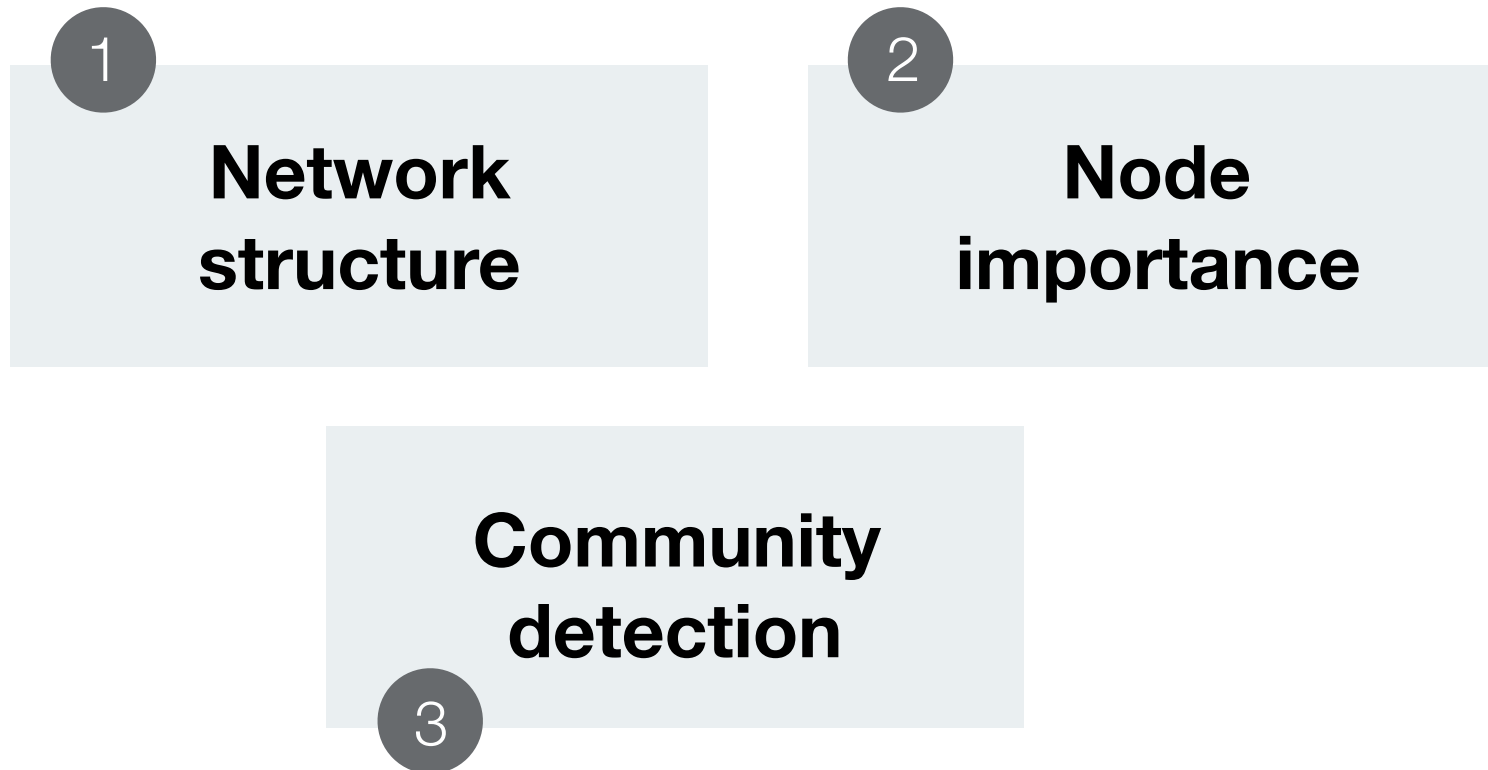 1
Network
structure
2
Node
importance
Community
detection
3